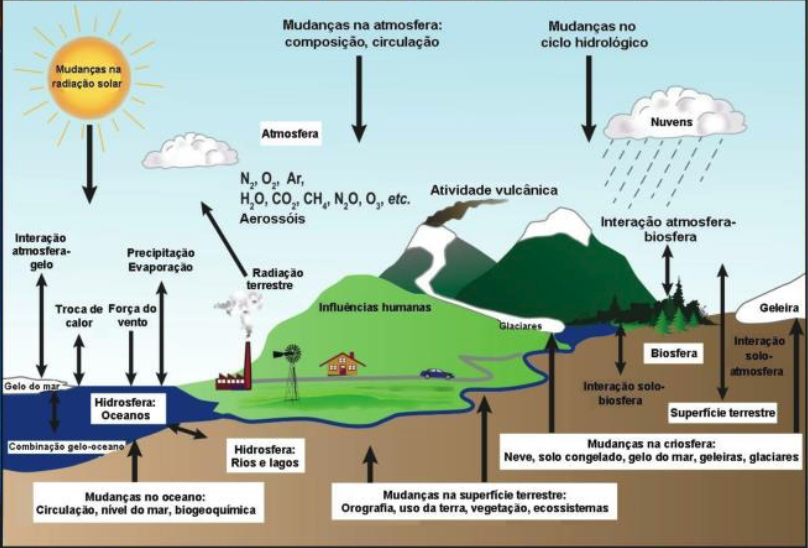 Mudanças na atmosfera:
composição, circulação
Mudanças no
ciclo hidrológico
Mudanças na
radiação solar
Nuvens
Atmosfera
N₂, O₂, Ar,
H₂O, CO₂, CH₄, N₂O, O₃, etc.
Aerossóis
Atividade vulcânica
Interação atmosfera-
biosfera
Interação
atmosfera-
gelo
Precipitação
Evaporação
Radiação
terrestre
Troca de
calor
Força do
vento
Influências humanas
Glaciares
Geleira
Gelo do mar
Hidrosfera:
Oceanos
Biosfera
Interação
solo-
atmosfera
Interação solo-
biosfera
Superfície terrestre
Combinação gelo-oceano
Hidrosfera:
Rios e lagos
Mudanças na criosfera:
Neve, solo congelado, gelo do mar, geleiras, glaciares
Mudanças no oceano:
Circulação, nível do mar, biogeoquímica
Mudanças na superfície terrestre:
Orografia, uso da terra, vegetação, ecossistemas